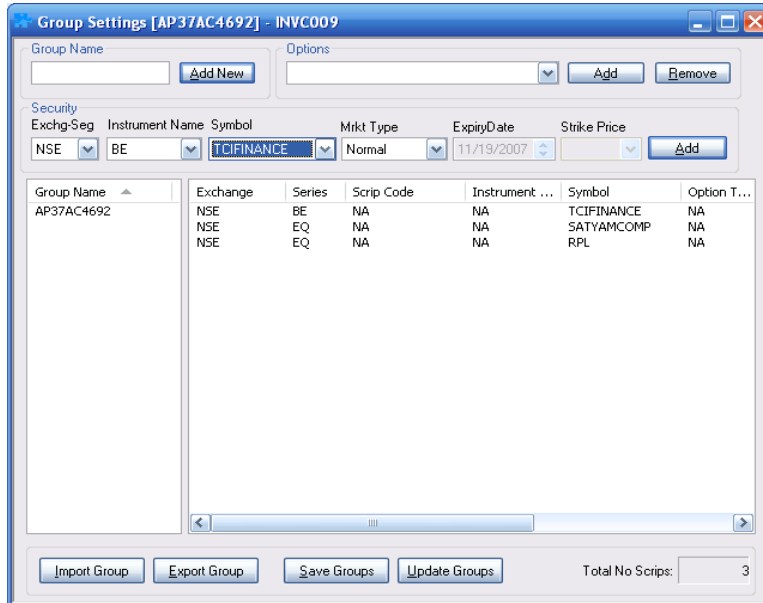 Group Settings [AP37AC4692] - INVC009
Group Name Options
Add New Add Remove
Security
Exchg-Seg Instrument Name Symbol Mrkt Type ExpiryDate Strike Price
NSE BE TCIFINANCE Normal 11/19/2007 Add
Group Name Exchange Series Scrip Code Instrument ... Symbol Option T...
AP37AC4692 NSE BE NA NA TCIFINANCE NA
NSE EQ NA NA SATYAMCOMP NA
NSE EQ NA NA RPL NA
Import Group Export Group Save Groups Update Groups Total No Scrips: 3